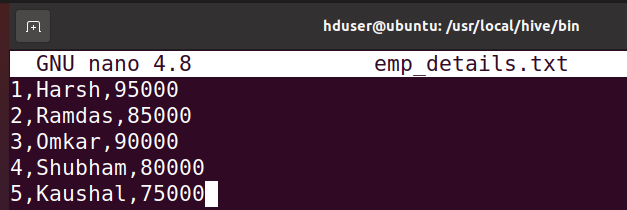 hduser@ubuntu: /usr/local/hive/bin
GNU nano 4.8 emp_details.txt
1,Harsh,95000
2,Ramdas,85000
3,Omkar,90000
4,Shubham,80000
5,Kaushal,75000